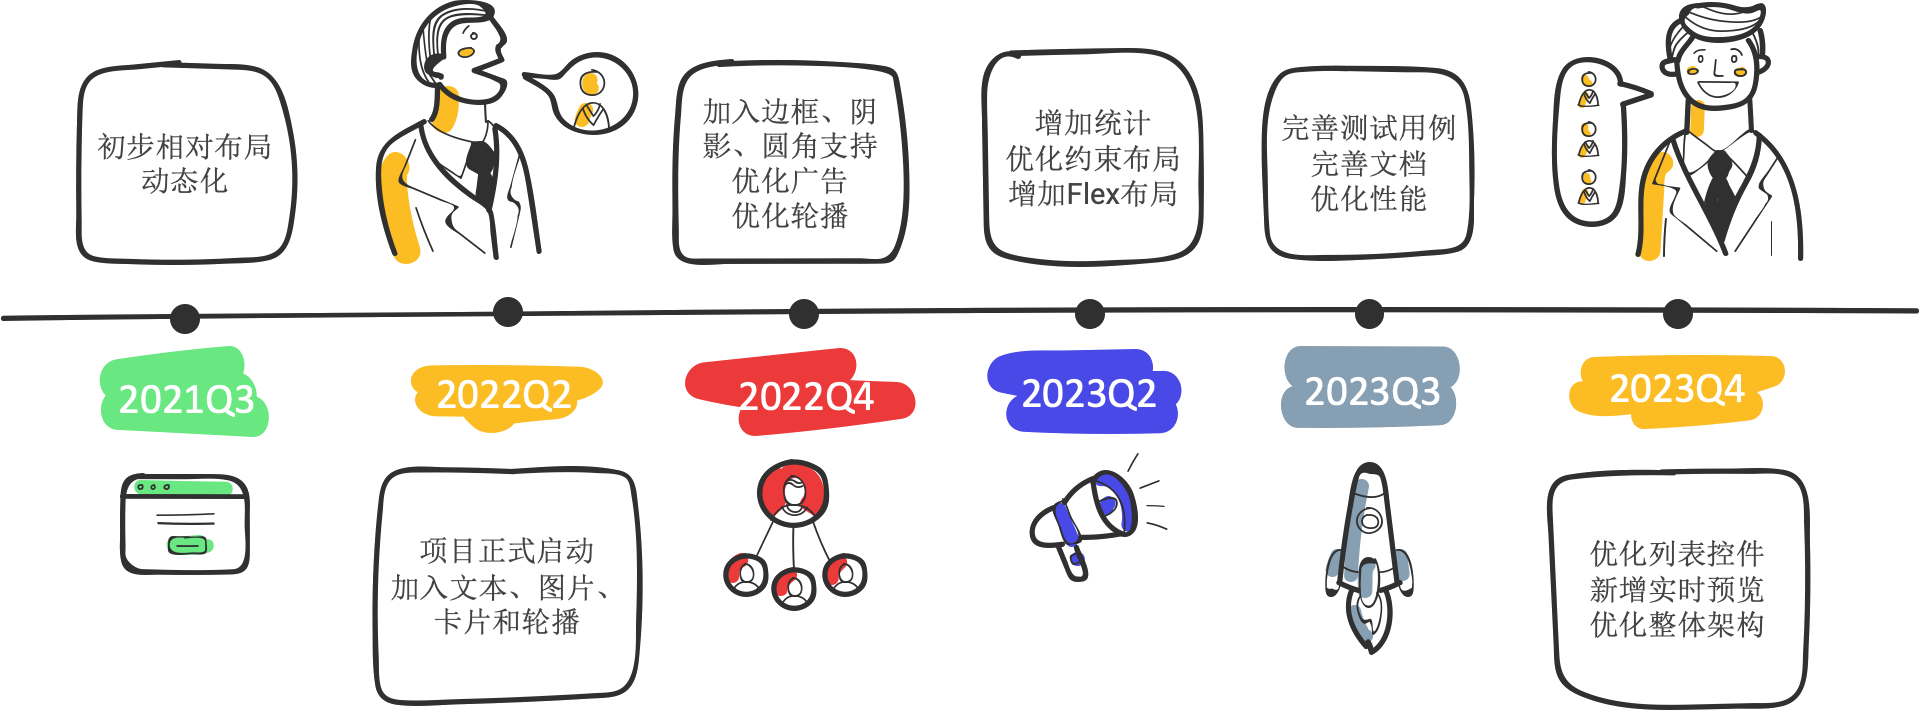 初步相对布局
动态化
加入边框、阴
影、圆角支持
优化广告
优化轮播
增加统计
优化约束布局
增加Flex布局
完善测试用例
完善文档
优化性能
2021Q3
2022Q2
2022Q4
2023Q2
2023Q3
2023Q4
项目正式启动
加入文本、图片、
卡片和轮播
优化列表控件
新增实时预览
优化整体架构